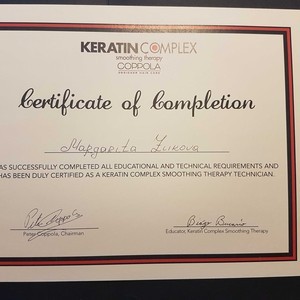 KERATIN COMPLEX
smoothing therapy
COPPOLA
Certificate of Completion
Margarita
HAS SUCCESSFULLY COMPLETED ALL EDUCATIONAL AND TECHNICAL REQUIREMENTS AND
HAS BEEN DULY CERTIFIED AS A KERATIN COMPLEX SMOOTHING THERAPY TECHNICIAN.
Peter Coppola, Chairman
Educator, Keratin Complex Smoothing Therapy